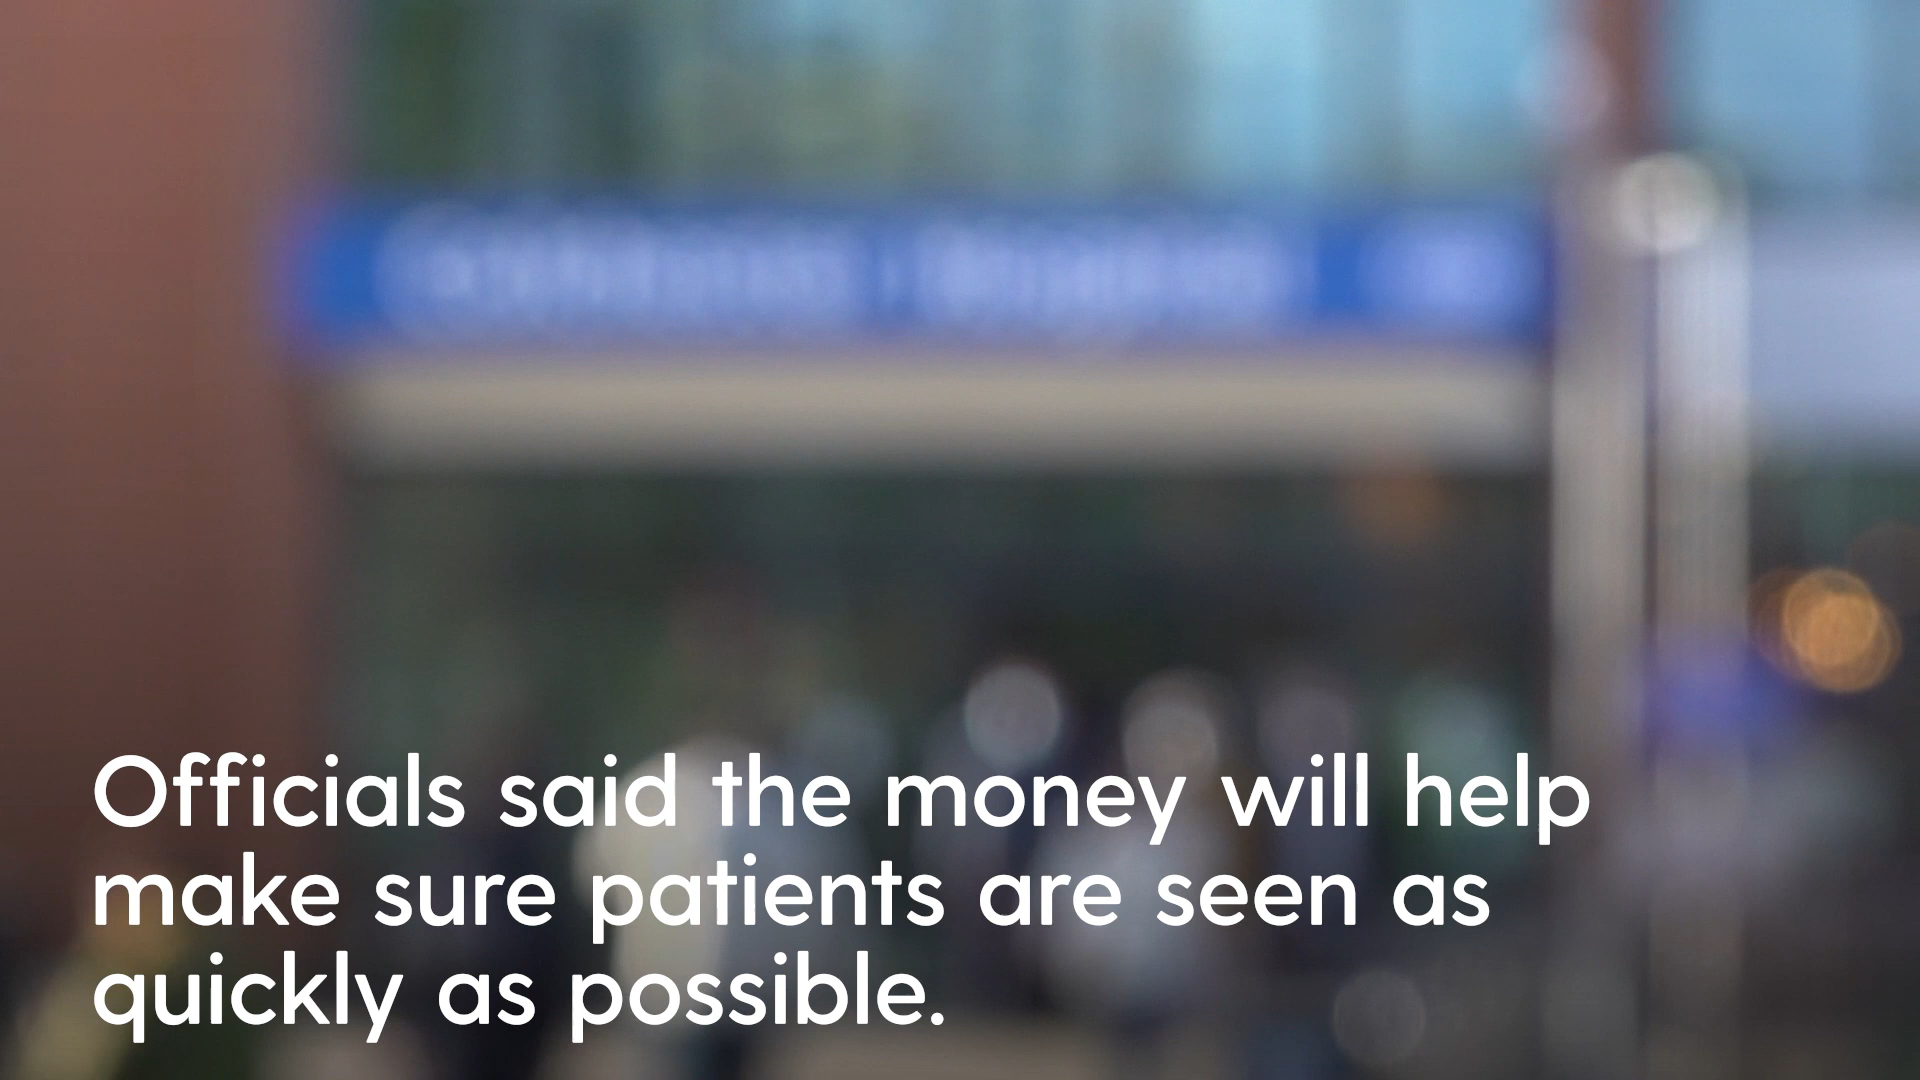 Officials said the money will help
make sure patients are seen as
quickly as possible.